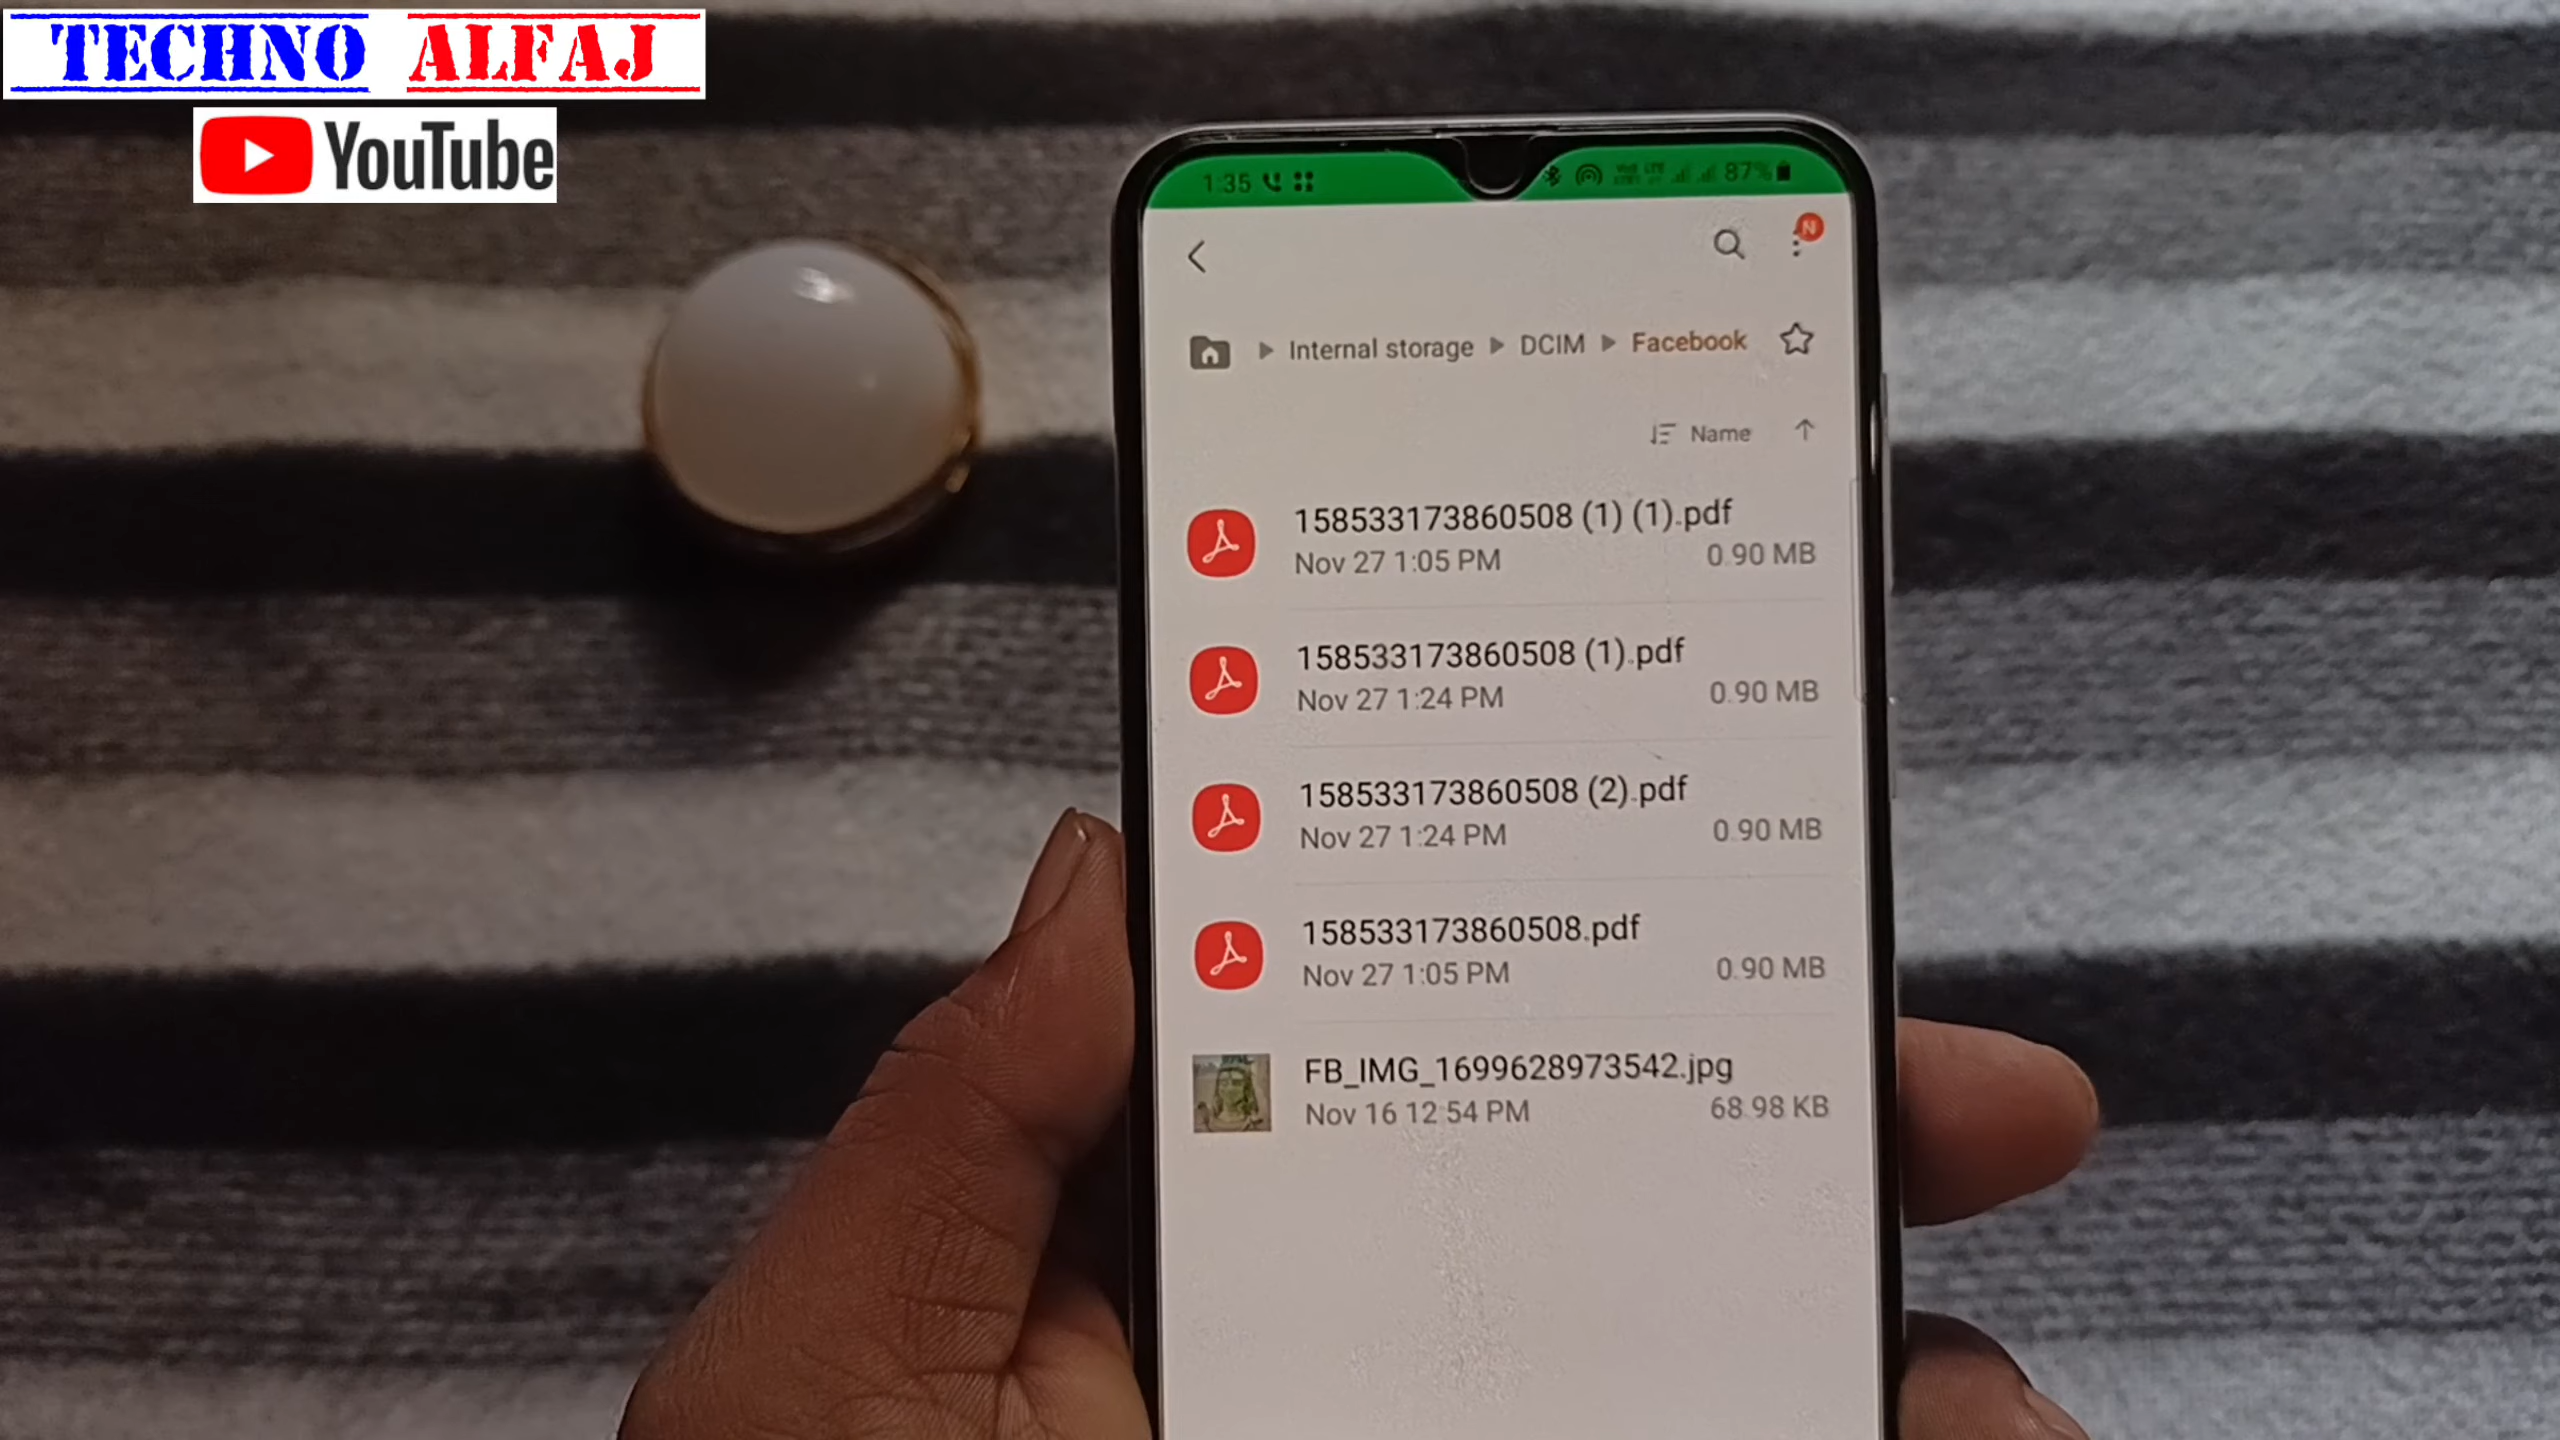 TECHNO ALFAJ
YouTube
1:35
87%
N
Internal storage
DCIM
Facebook
Name
158533173860508 (1) (1).pdf
Nov 27 1:05 PM
0.90 MB
158533173860508 (1).pdf
Nov 27 1:24 PM
0.90 MB
158533173860508 (2).pdf
Nov 27 1:24 PM
0.90 MB
158533173860508.pdf
Nov 27 1:05 PM
0.90 MB
FB_IMG_1699628973542.jpg
Nov 16 12:54 PM
68.98 KB